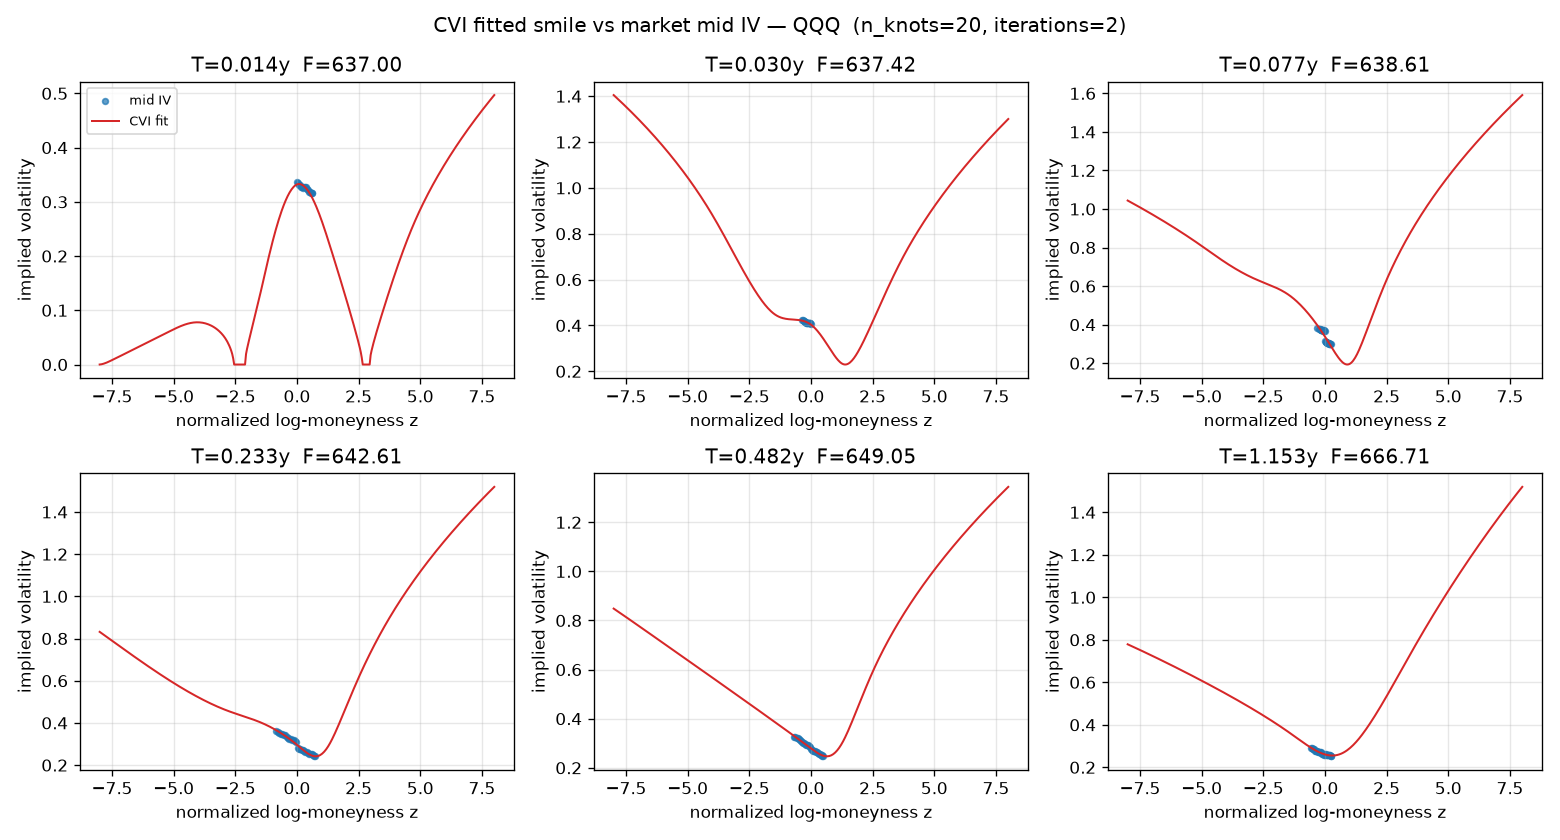 CVI fitted smile vs market mid IV — QQQ  (n_knots=20, iterations=2)
T=0.014y  F=637.00
T=0.030y  F=637.42
T=0.077y  F=638.61
mid IV
CVI fit
implied volatility
0.5
0.4
0.3
0.2
0.1
0.0
−7.5 −5.0 −2.5 0.0 2.5 5.0 7.5
normalized log-moneyness z
implied volatility
1.4
1.2
1.0
0.8
0.6
0.4
0.2
−7.5 −5.0 −2.5 0.0 2.5 5.0 7.5
normalized log-moneyness z
implied volatility
1.6
1.4
1.2
1.0
0.8
0.6
0.4
0.2
−7.5 −5.0 −2.5 0.0 2.5 5.0 7.5
normalized log-moneyness z
T=0.233y  F=642.61
T=0.482y  F=649.05
T=1.153y  F=666.71
implied volatility
1.4
1.2
1.0
0.8
0.6
0.4
0.2
−7.5 −5.0 −2.5 0.0 2.5 5.0 7.5
normalized log-moneyness z
implied volatility
1.2
1.0
0.8
0.6
0.4
0.2
−7.5 −5.0 −2.5 0.0 2.5 5.0 7.5
normalized log-moneyness z
implied volatility
1.4
1.2
1.0
0.8
0.6
0.4
0.2
−7.5 −5.0 −2.5 0.0 2.5 5.0 7.5
normalized log-moneyness z